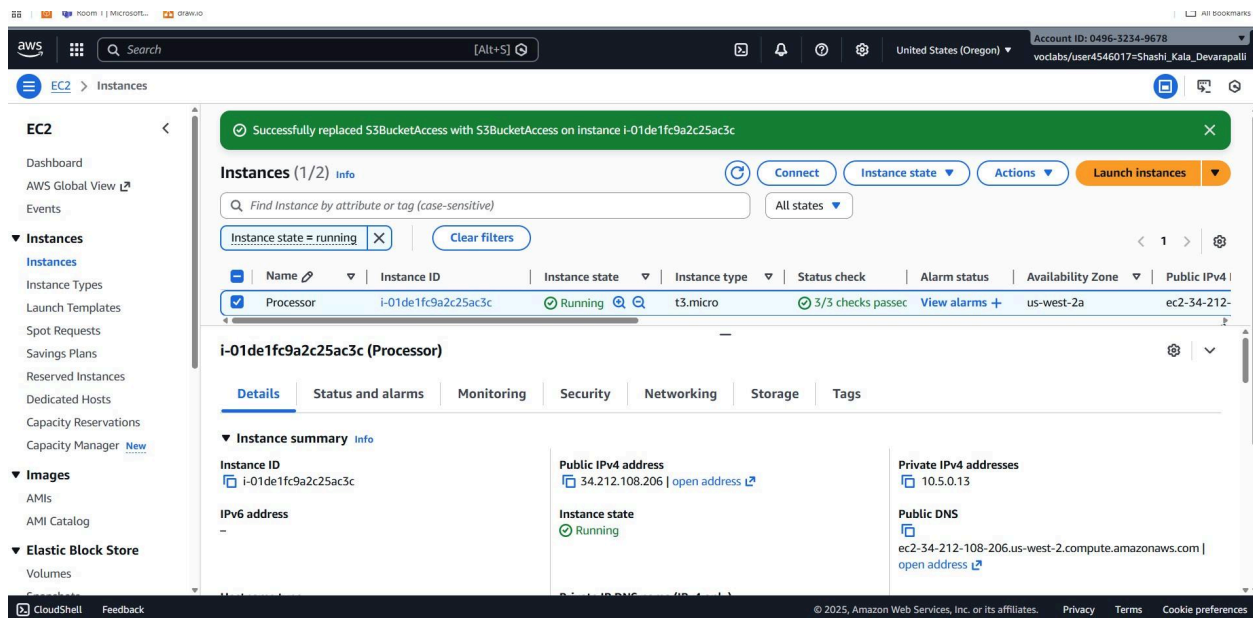 Room 1 | Microsoft... draw.io All Bookmarks
aws Search [Alt+S] United States (Oregon) ▼ Account ID: 0496-3234-9678
voclabs/user4546017=Shashi_Kala_Devarapalli
EC2 > Instances
EC2
Dashboard
AWS Global View
Events
Instances
Instances
Instance Types
Launch Templates
Spot Requests
Savings Plans
Reserved Instances
Dedicated Hosts
Capacity Reservations
Capacity Manager New
Images
AMIs
AMI Catalog
Elastic Block Store
Volumes
Successfully replaced S3BucketAccess with S3BucketAccess on instance i-01de1fc9a2c25ac3c
Instances (1/2) Info Connect Instance state Actions Launch instances
Find Instance by attribute or tag (case-sensitive) All states
Instance state = running Clear filters 1
Name Instance ID Instance state Instance type Status check Alarm status Availability Zone Public IPv4
Processor i-01de1fc9a2c25ac3c Running t3.micro 3/3 checks passec View alarms + us-west-2a ec2-34-212-
i-01de1fc9a2c25ac3c (Processor)
Details Status and alarms Monitoring Security Networking Storage Tags
Instance summary Info
Instance ID
i-01de1fc9a2c25ac3c
IPv6 address
–
Public IPv4 address
34.212.108.206 | open address
Instance state
Running
Private IPv4 addresses
10.5.0.13
Public DNS
ec2-34-212-108-206.us-west-2.compute.amazonaws.com |
open address
CloudShell Feedback © 2025, Amazon Web Services, Inc. or its affiliates. Privacy Terms Cookie preferences